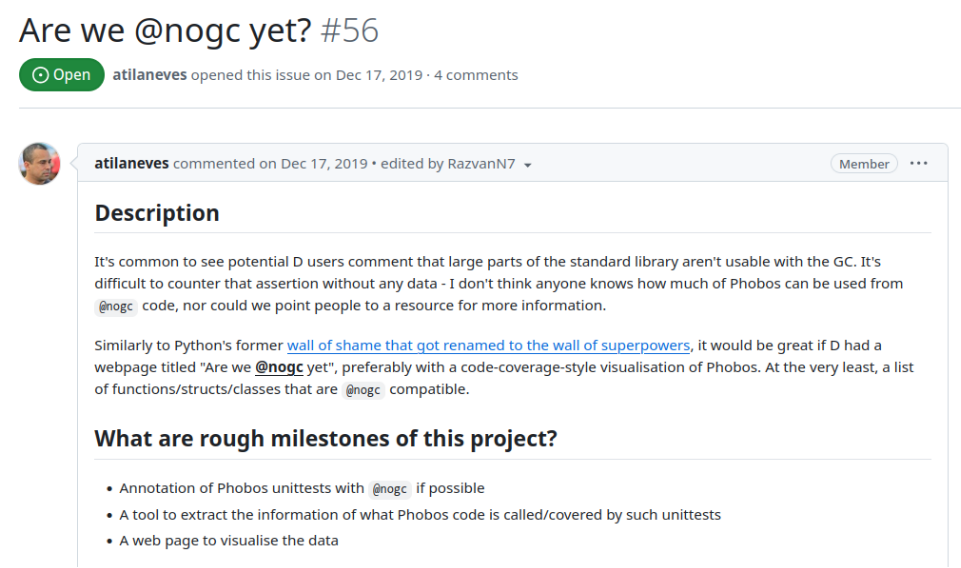 Are we @nogc yet? #56
Open atilaneves opened this issue on Dec 17, 2019 · 4 comments
atilaneves commented on Dec 17, 2019 • edited by RazvanN7 Member
Description
It's common to see potential D users comment that large parts of the standard library aren't usable with the GC. It's
difficult to counter that assertion without any data - I don't think anyone knows how much of Phobos can be used from
@nogc code, nor could we point people to a resource for more information.
Similarly to Python's former wall of shame that got renamed to the wall of superpowers, it would be great if D had a
webpage titled "Are we @nogc yet", preferably with a code-coverage-style visualisation of Phobos. At the very least, a list
of functions/structs/classes that are @nogc compatible.
What are rough milestones of this project?
• Annotation of Phobos unittests with @nogc if possible
• A tool to extract the information of what Phobos code is called/covered by such unittests
• A web page to visualise the data